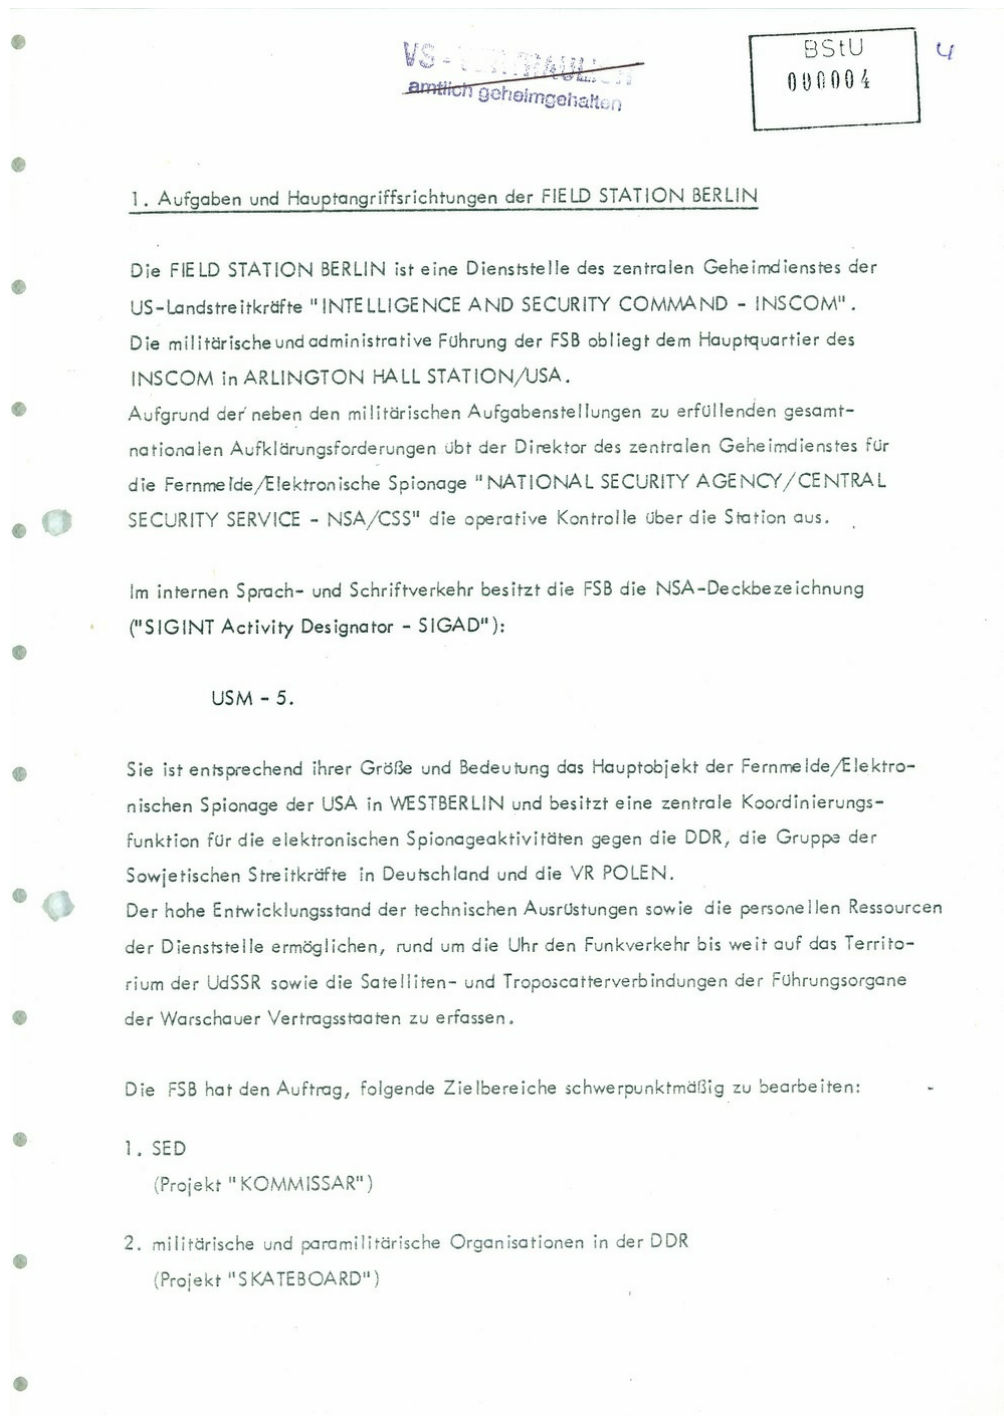 VS -
amtlich geheimgehalten
BStU
000004
4
1. Aufgaben und Hauptangriffsrichtungen der FIELD STATION BERLIN
Die FIELD STATION BERLIN ist eine Dienststelle des zentralen Geheimdienstes der
US-Landstreitkräfte "INTELLIGENCE AND SECURITY COMMAND - INSCOM".
Die militärische und administrative Führung der FSB obliegt dem Hauptquartier des
INSCOM in ARLINGTON HALL STATION/USA.
Aufgrund der neben den militärischen Aufgabenstellungen zu erfüllenden gesamt-
nationalen Aufklärungsforderungen übt der Direktor des zentralen Geheimdienstes für
die Fernmelde/Elektronische Spionage "NATIONAL SECURITY AGENCY/CENTRAL
SECURITY SERVICE - NSA/CSS" die operative Kontrolle über die Station aus.
Im internen Sprach- und Schriftverkehr besitzt die FSB die NSA-Deckbezeichnung
("SIGINT Activity Designator - SIGAD"):
USM - 5.
Sie ist entsprechend ihrer Größe und Bedeutung das Hauptobjekt der Fernmelde/Elektro-
nischen Spionage der USA in WESTBERLIN und besitzt eine zentrale Koordinierungs-
funktion für die elektronischen Spionageaktivitäten gegen die DDR, die Gruppe der
Sowjetischen Streitkräfte in Deutschland und die VR POLEN.
Der hohe Entwicklungsstand der technischen Ausrüstungen sowie die personellen Ressourcen
der Dienststelle ermöglichen, rund um die Uhr den Funkverkehr bis weit auf das Territo-
rium der UdSSR sowie die Satelliten- und Troposcatterverbindungen der Führungsorgane
der Warschauer Vertragsstaaten zu erfassen.
Die FSB hat den Auftrag, folgende Zielbereiche schwerpunktmäßig zu bearbeiten:
1. SED
(Projekt "KOMMISSAR")
2. militärische und paramilitärische Organisationen in der DDR
(Projekt "SKATEBOARD")